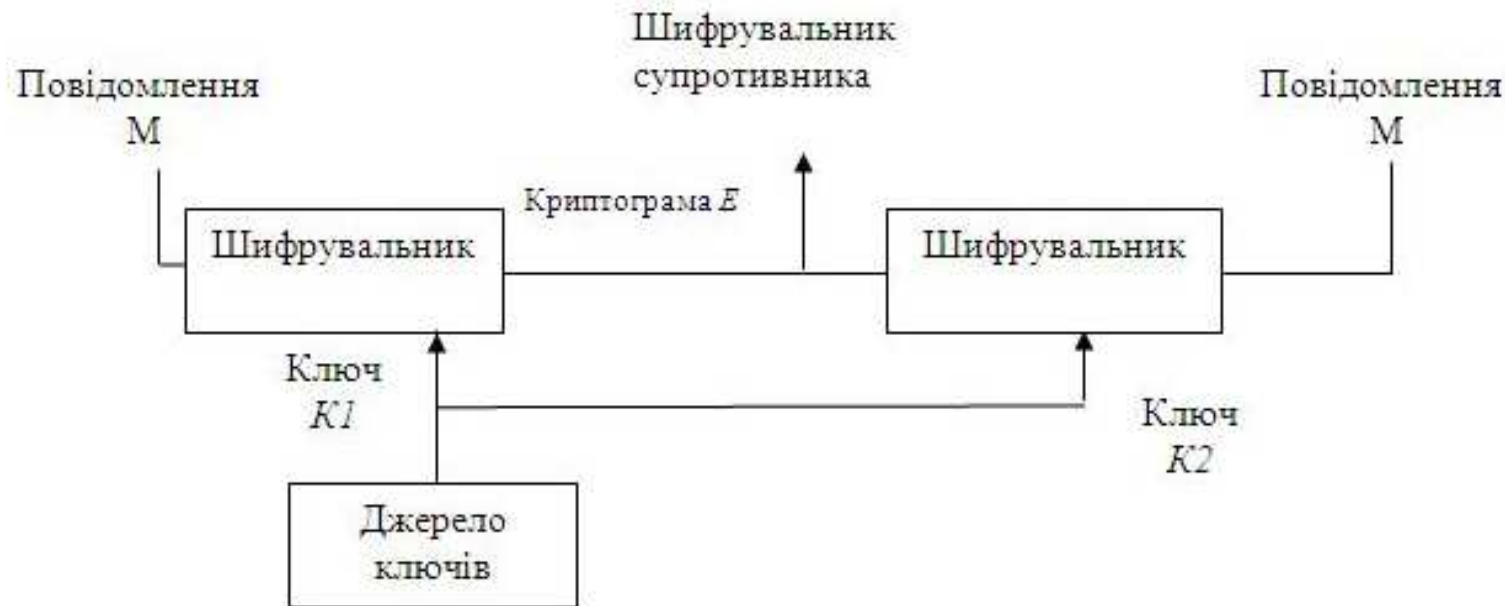 Шифрувальник
супротивника
Повідомлення
М
Повідомлення
М
Криптограма E
Шифрувальник
Шифрувальник
Ключ
K1
Ключ
K2
Джерело
ключів